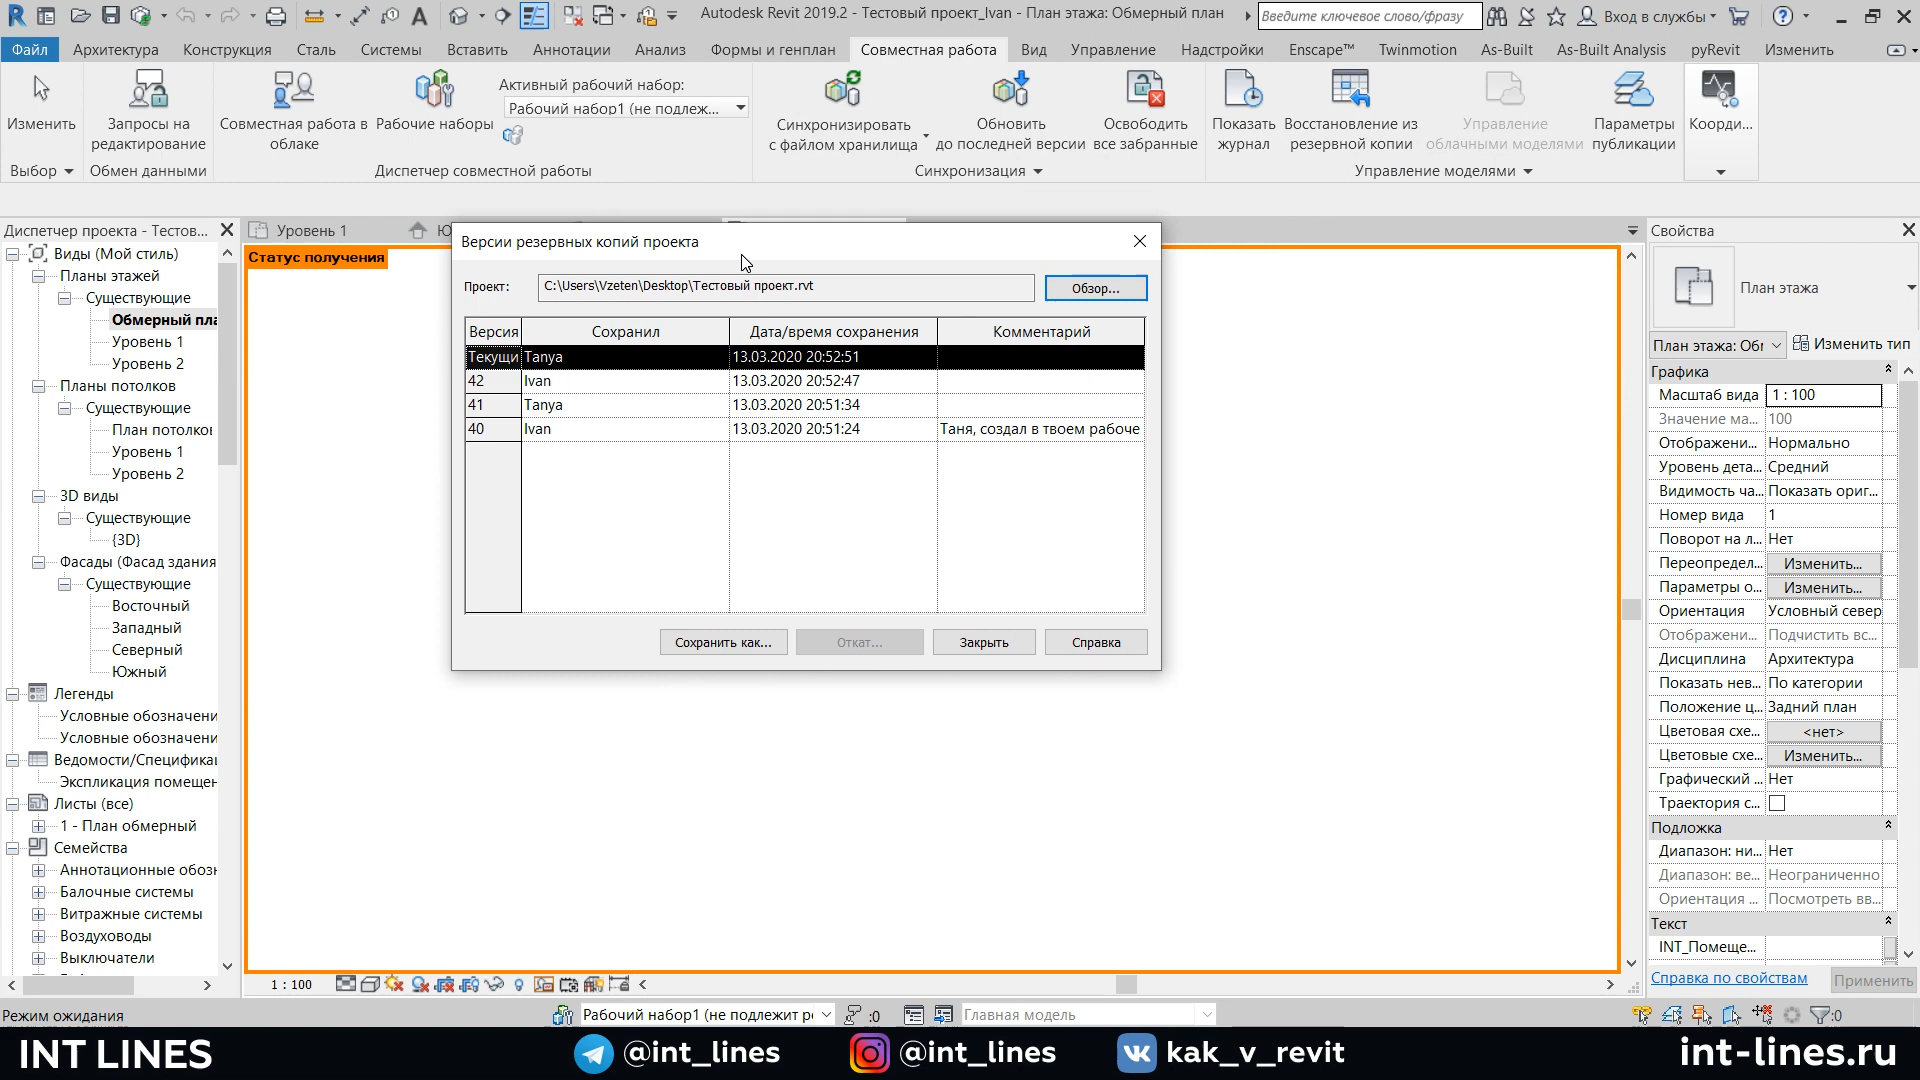 Autodesk Revit 2019.2 - Тестовый проект_Ivan - План этажа: Обмерный план
Введите ключевое слово/фразу
Вход в службы
Файл Архитектура Конструкция Сталь Системы Вставить Аннотации Анализ Формы и генплан Совместная работа Вид Управление Надстройки Enscape™ Twinmotion As-Built As-Built Analysis pyRevit Изменить
Изменить
Запросы на
редактирование
Совместная работа в
облаке
Рабочие наборы
Активный рабочий набор:
Рабочий набор1 (не подлеж...
Синхронизировать
с файлом хранилища
Обновить
до последней версии
Освободить
все забранные
Показать
журнал
Восстановление из
резервной копии
Управление
облачными моделями
Параметры
публикации
Коорди...
Выбор
Обмен данными
Диспетчер совместной работы
Синхронизация
Управление моделями
Диспетчер проекта - Тестов...
Виды (Мой стиль)
Планы этажей
Существующие
Обмерный пла
Уровень 1
Уровень 2
Планы потолков
Существующие
План потолко
Уровень 1
Уровень 2
3D виды
Существующие
{3D}
Фасады (Фасад здания
Существующие
Восточный
Западный
Северный
Южный
Легенды
Условные обозначени
Условные обозначени
Ведомости/Спецификац
Экспликация помещен
Листы (все)
1 - План обмерный
Семейства
Аннотационные обоз
Балочные системы
Витражные системы
Воздуховоды
Выключатели
Уровень 1
Статус получения
Версии резервных копий проекта
Проект:
C:\Users\Vzeten\Desktop\Тестовый проект.rvt
Обзор...
Версия Сохранил Дата/время сохранения Комментарий
Текущи Tanya 13.03.2020 20:52:51
42 Ivan 13.03.2020 20:52:47
41 Tanya 13.03.2020 20:51:34
40 Ivan 13.03.2020 20:51:24 Таня, создал в твоем рабоче
Сохранить как...
Откат...
Закрыть
Справка
Свойства
План этажа
План этажа: Обм
Изменить тип
Графика
Масштаб вида 1 : 100
Значение ма... 100
Отображени... Нормально
Уровень дета... Средний
Видимость ча... Показать ориг...
Номер вида 1
Поворот на л... Нет
Переопредел... Изменить...
Параметры о... Изменить...
Ориентация Условный север
Отображени... Подчистить вс...
Дисциплина Архитектура
Показать нев... По категории
Положение ц... Задний план
Цветовая схе... <нет>
Цветовые схе... Изменить...
Графический ... Нет
Траектория с...
Подложка
Диапазон: ни... Нет
Диапазон: ве... Неограниченно
Ориентация ... Посмотреть вв...
Текст
INT_Помеще...
Справка по свойствам
Применить
1 : 100
Режим ожидания
Рабочий набор1 (не подлежит р
:0
Главная модель
:0
INT LINES
@int_lines
@int_lines
kak_v_revit
int-lines.ru